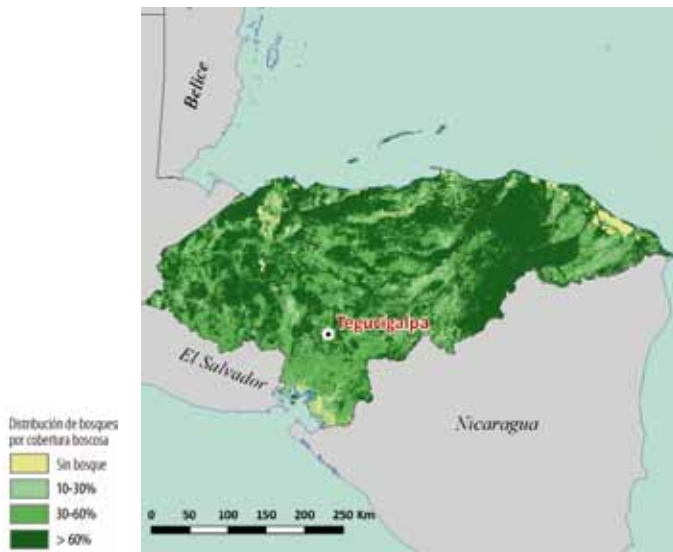 Belice
Tegucigalpa
El Salvador
Nicaragua
Distribución de bosques
por cobertura boscosa
Sin bosque
10-30%
30-60%
> 60%
0 50 100 150 200 250 Km